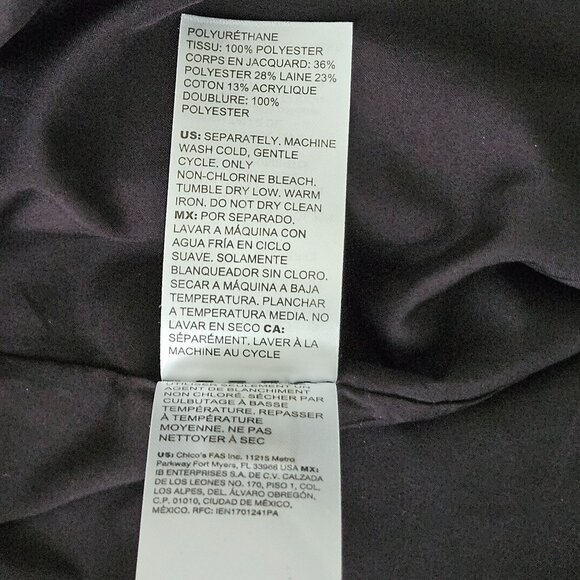 POLYURÉTHANE
TISSU: 100% POLYESTER
CORPS EN JACQUARD: 36%
POLYESTER 28% LAINE 23%
COTON 13% ACRYLIQUE
DOUBLURE: 100%
POLYESTER
US: SEPARATELY. MACHINE
WASH COLD, GENTLE
CYCLE. ONLY
NON-CHLORINE BLEACH.
TUMBLE DRY LOW. WARM
IRON. DO NOT DRY CLEAN
MX: POR SEPARADO.
LAVAR A MÁQUINA CON
AGUA FRÍA EN CICLO
SUAVE. SOLAMENTE
BLANQUEADOR SIN CLORO.
SECAR A MÁQUINA A BAJA
TEMPERATURA. PLANCHAR
A TEMPERATURA MEDIA. NO
LAVAR EN SECO CA:
SÉPARÉMENT. LAVER À LA
MACHINE AU CYCLE
UTILISER SEULEMENT UN
AGENT DE BLANCHIMENT
NON CHLORÉ. SÉCHER PAR
CULBUTAGE À BASSE
TEMPÉRATURE, REPASSER
À TEMPÉRATURE
MOYENNE. NE PAS
NETTOYER À SEC
US: Chico's FAS Inc. 11215 Metro
Parkway Fort Myers, FL 33966 USA MX:
IB ENTERPRISES S.A. DE C.V. CALZADA
DE LOS LEONES NO. 170, PISO 1, COL.
LOS ALPES, DEL. ÁLVARO OBREGÓN,
C.P. 01010, CIUDAD DE MÉXICO,
MÉXICO. RFC: IEN1701241PA